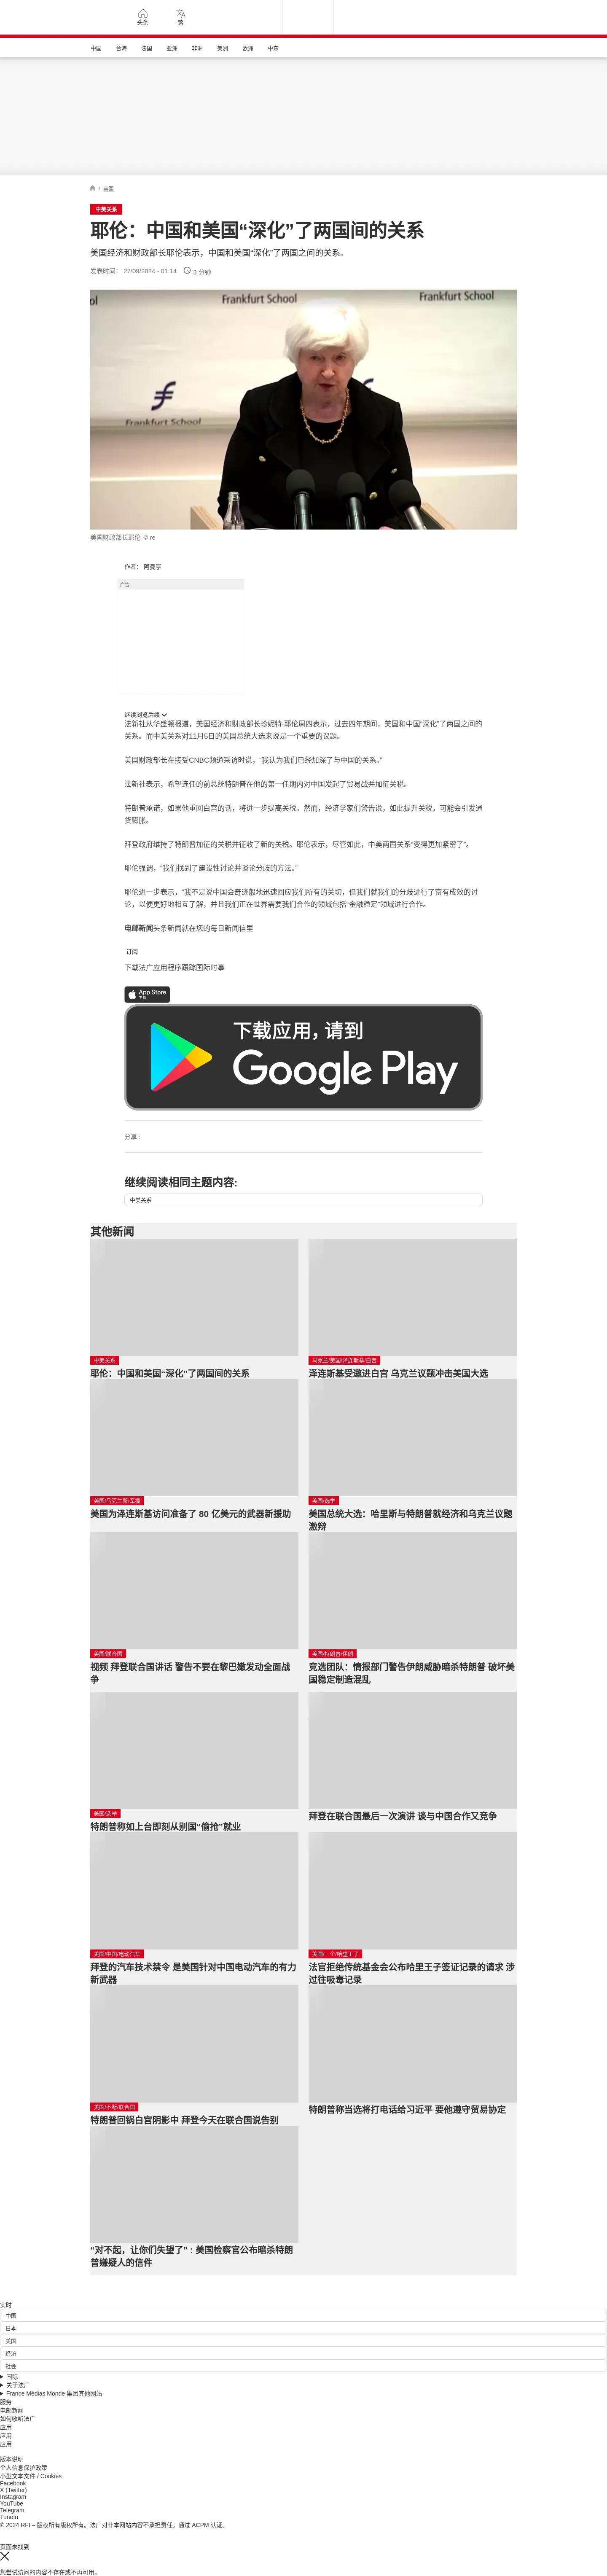 头条
繁
中国
台海
法国
亚洲
非洲
美洲
欧洲
中东
/ 美国
中美关系
耶伦：中国和美国“深化”了两国间的关系
美国经济和财政部长耶伦表示，中国和美国“深化”了两国之间的关系。
发表时间： 27/09/2024 - 01:14 3 分钟
Frankfurt School
Frankfurt School
Frankfurt School
美国财政部长耶伦 © re
作者： 阿曼亭
广告
继续浏览后续
法新社从华盛顿报道，美国经济和财政部长珍妮特·耶伦周四表示，过去四年期间，美国和中国“深化”了两国之间的
关系。而中美关系对11月5日的美国总统大选来说是一个重要的议题。
美国财政部长在接受CNBC频道采访时说，“我认为我们已经加深了与中国的关系。”
法新社表示，希望连任的前总统特朗普在他的第一任期内对中国发起了贸易战并加征关税。
特朗普承诺，如果他重回白宫的话，将进一步提高关税。然而，经济学家们警告说，如此提升关税，可能会引发通
货膨胀。
拜登政府维持了特朗普加征的关税并征收了新的关税。耶伦表示，尽管如此，中美两国关系“变得更加紧密了”。
耶伦强调，“我们找到了建设性讨论并谈论分歧的方法。”
耶伦进一步表示，“我不是说中国会奇迹般地迅速回应我们所有的关切，但我们就我们的分歧进行了富有成效的讨
论，以便更好地相互了解，并且我们正在世界需要我们合作的领域包括“金融稳定”领域进行合作。
电邮新闻头条新闻就在您的每日新闻信里
订阅
下载法广应用程序跟踪国际时事
App Store
下载
下载应用，请到
Google Play
分享 :
继续阅读相同主题内容:
中美关系
其他新闻
中美关系
耶伦：中国和美国“深化”了两国间的关系
乌克兰/美国/泽连斯基/白宫
泽连斯基受邀进白宫 乌克兰议题冲击美国大选
美国/乌克兰斯/军援
美国为泽连斯基访问准备了 80 亿美元的武器新援助
美国/选举
美国总统大选：哈里斯与特朗普就经济和乌克兰议题
激辩
美国/联合国
视频 拜登联合国讲话 警告不要在黎巴嫩发动全面战
争
美国/特朗普/伊朗
竞选团队：情报部门警告伊朗威胁暗杀特朗普 破坏美
国稳定制造混乱
美国/选举
特朗普称如上台即刻从别国“偷抢”就业
拜登在联合国最后一次演讲 谈与中国合作又竞争
美国/中国/电动汽车
拜登的汽车技术禁令 是美国针对中国电动汽车的有力
新武器
美国/一个/哈里王子
法官拒绝传统基金会公布哈里王子签证记录的请求 涉
过往吸毒记录
美国/不断/联合国
特朗普回锅白宫阴影中 拜登今天在联合国说告别
特朗普称当选将打电话给习近平 要他遵守贸易协定
“对不起，让你们失望了” : 美国检察官公布暗杀特朗
普嫌疑人的信件
实时
中国
日本
美国
经济
社会
国际
关于法广
France Médias Monde 集团其他网站
服务
电邮新闻
如何收听法广
应用
应用
应用
版本说明
个人信息保护政策
小型文本文件 / Cookies
Facebook
X (Twitter)
Instagram
YouTube
Telegram
TuneIn
© 2024 RFI – 版权所有版权所有。法广对非本网站内容不承担责任。通过 ACPM 认证。
页面未找到
您尝试访问的内容不存在或不再可用。